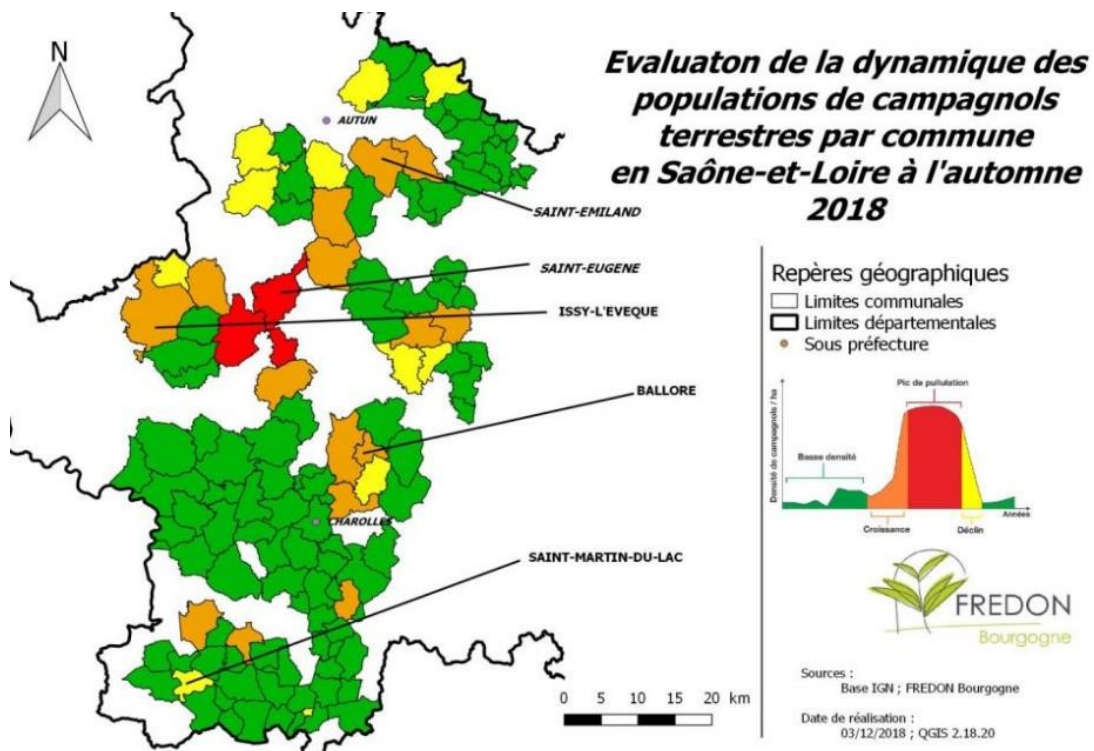 N
Evaluaton de la dynamique des
populations de campagnols
terrestres par commune
en Saône-et-Loire à l'automne
2018
AUTUN
SAINT-EMILAND
SAINT-EUGENE
ISSY-L'EVEQUE
BALLORE
CHAROLLES
SAINT-MARTIN-DU-LAC
Repères géographiques
Limites communales
Limites départementales
Sous préfecture
Pic de pullulation
Densité de campagnols / ha
Basse densité
Années
Croissance
Déclin
FREDON
Bourgogne
0 5 10 15 20 km
Sources :
Base IGN ; FREDON Bourgogne
Date de réalisation :
03/12/2018 ; QGIS 2.18.20